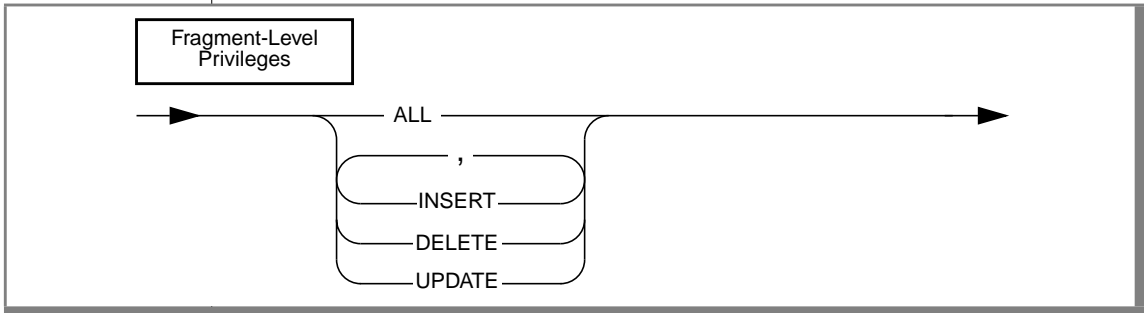 Fragment-Level
Privileges
ALL
,
INSERT
DELETE
UPDATE